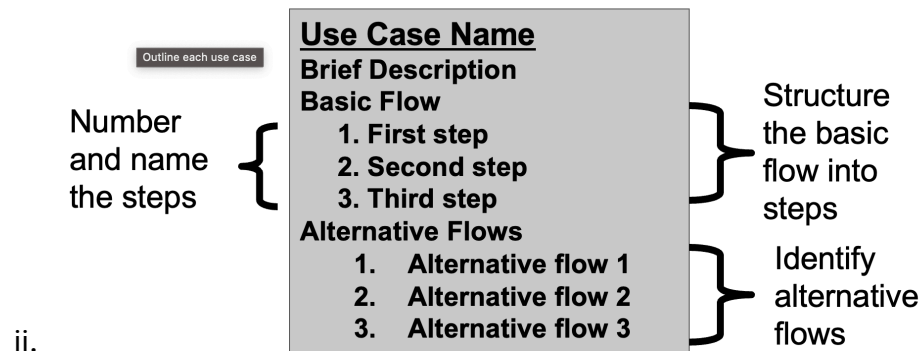 Outline each use case
Use Case Name
Brief Description
Basic Flow
1. First step
2. Second step
3. Third step
Alternative Flows
1. Alternative flow 1
2. Alternative flow 2
3. Alternative flow 3
Number
and name
the steps
Structure
the basic
flow into
steps
Identify
alternative
flows
ii.